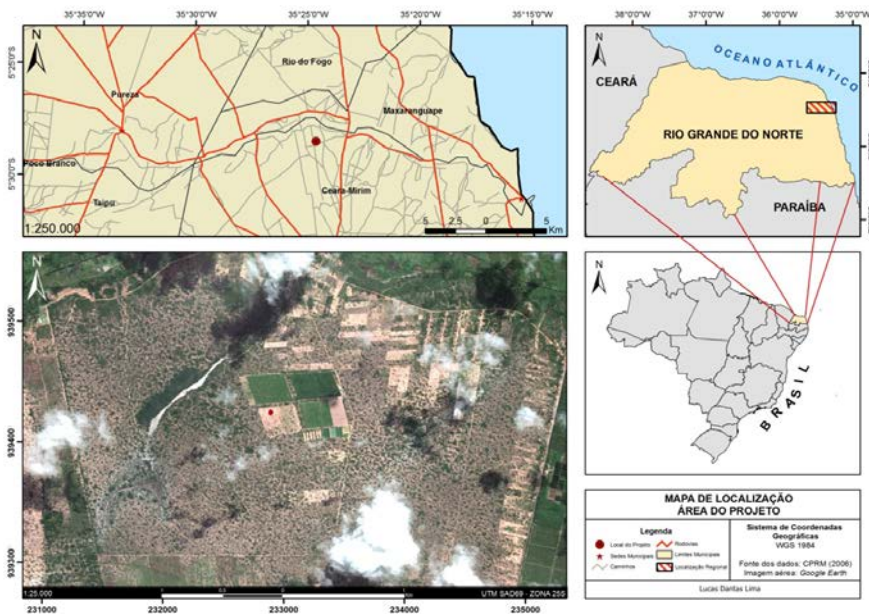 35°35'0"O 35°30'0"O 35°25'0"O 35°20'0"O 35°15'0"O
5°25'0"S
5°30'0"S
N
Rio do Fogo
Pureza
Maxaranguape
Poco Branco
Taipu
Ceara-Mirim
1:250.000
5 2.5 0 5
Km
38°0'0"O 37°0'0"O 36°0'0"O 35°0'0"O
N
OCEANO ATLÂNTICO
CEARÁ
RIO GRANDE DO NORTE
PARAÍBA
N
939500
939400
939300
1:25.000
UTM SAD69 - ZONA 25S
231000 232000 233000 234000 235000
N
BRASIL
MAPA DE LOCALIZAÇÃO
ÁREA DO PROJETO
Legenda
Local do Projeto
Rodovias
Sedes Municipais
Limites Municipais
Caminhos
Localização Regional
Sistema de Coordenadas
Geográficas
WGS 1984
Fonte dos dados: CPRM (2006)
Imagem aérea: Google Earth
Lucas Dantas Lima